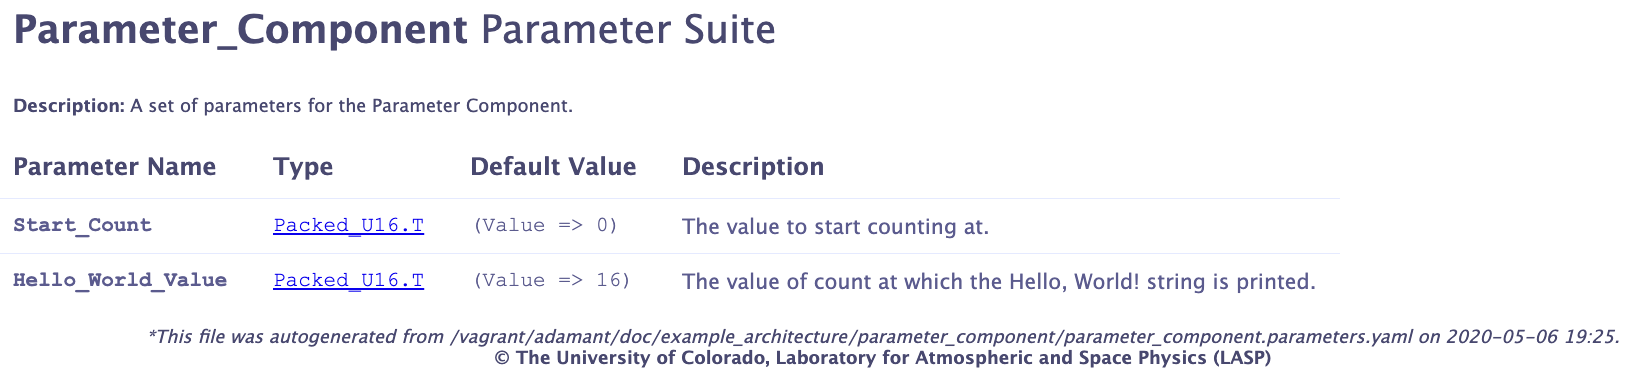 Parameter_Component Parameter Suite
Description: A set of parameters for the Parameter Component.
Parameter Name Type Default Value Description
Start_Count Packed_U16.T (Value => 0) The value to start counting at.
Hello_World_Value Packed_U16.T (Value => 16) The value of count at which the Hello, World! string is printed.
*This file was autogenerated from /vagrant/adamant/doc/example_architecture/parameter_component/parameter_component.parameters.yaml on 2020-05-06 19:25.
© The University of Colorado, Laboratory for Atmospheric and Space Physics (LASP)